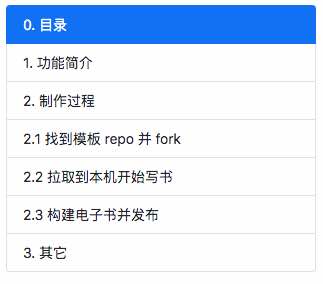 0. 目录
1. 功能简介
2. 制作过程
2.1 找到模板 repo 并 fork
2.2 拉取到本机开始写书
2.3 构建电子书并发布
3. 其它